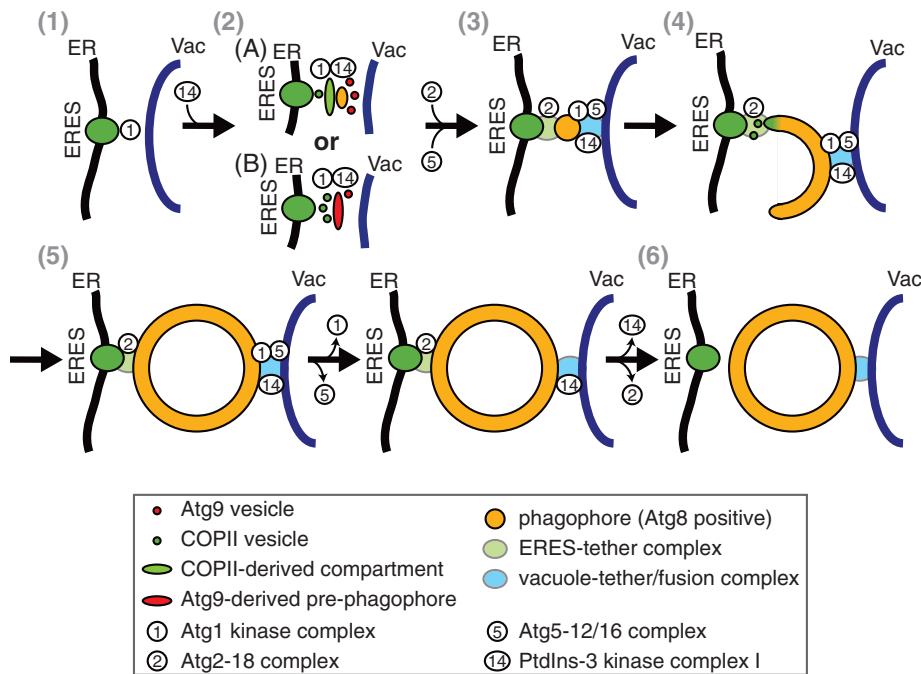 (1)
ER
Vac
ERES
1
14
(2)
(A)
ER
Vac
1 14
ERES
or
(B)
ER
1 14
ERES
2
5
(3)
ER
Vac
2 1 5
ERES
14
(4)
ER
Vac
2
1 5
ERES
14
(5)
ER
Vac
2
1 5
ERES
14
1
5
ER
Vac
2
ERES
14
14
2
(6)
ER
Vac
ERES
Atg9 vesicle
COPII vesicle
COPII-derived compartment
Atg9-derived pre-phagophore
1 Atg1 kinase complex
2 Atg2-18 complex
phagophore (Atg8 positive)
ERES-tether complex
vacuole-tether/fusion complex
5 Atg5-12/16 complex
14 PtdIns-3 kinase complex I